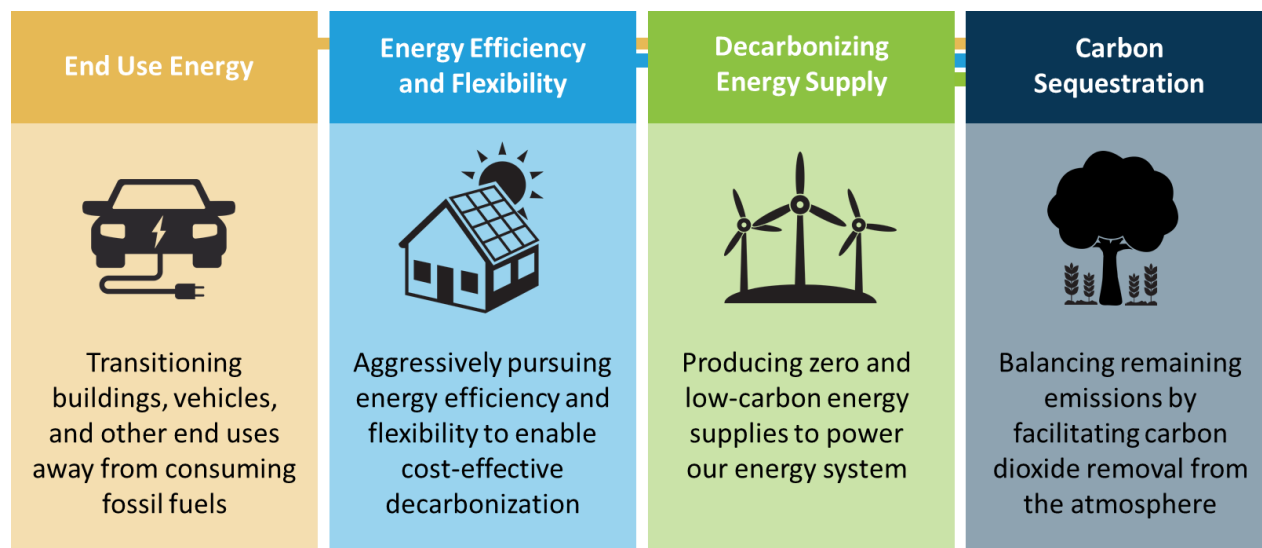 End Use Energy
Transitioning
buildings, vehicles,
and other end uses
away from consuming
fossil fuels
Energy Efficiency
and Flexibility
Aggressively pursuing
energy efficiency and
flexibility to enable
cost-effective
decarbonization
Decarbonizing
Energy Supply
Producing zero and
low-carbon energy
supplies to power
our energy system
Carbon
Sequestration
Balancing remaining
emissions by
facilitating carbon
dioxide removal from
the atmosphere